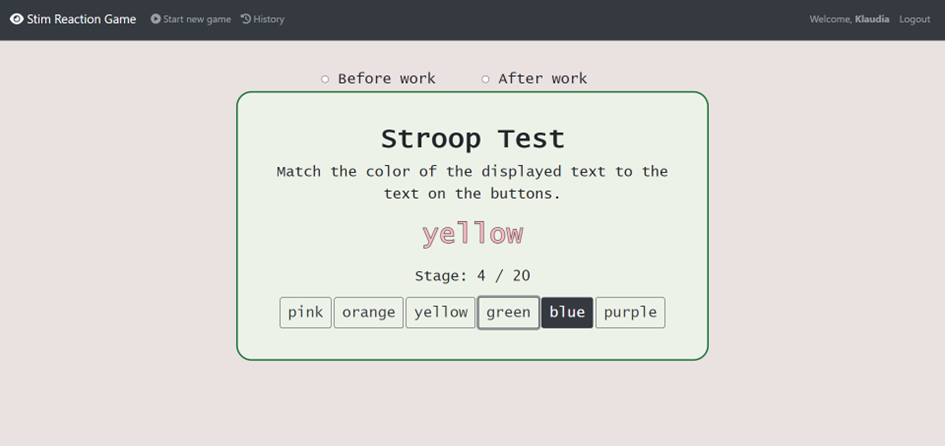 Stim Reaction Game Start new game History Welcome, Klaudia Logout
Before work After work
Stroop Test
Match the color of the displayed text to the
text on the buttons.
yellow
Stage: 4 / 20
pink orange yellow green blue purple